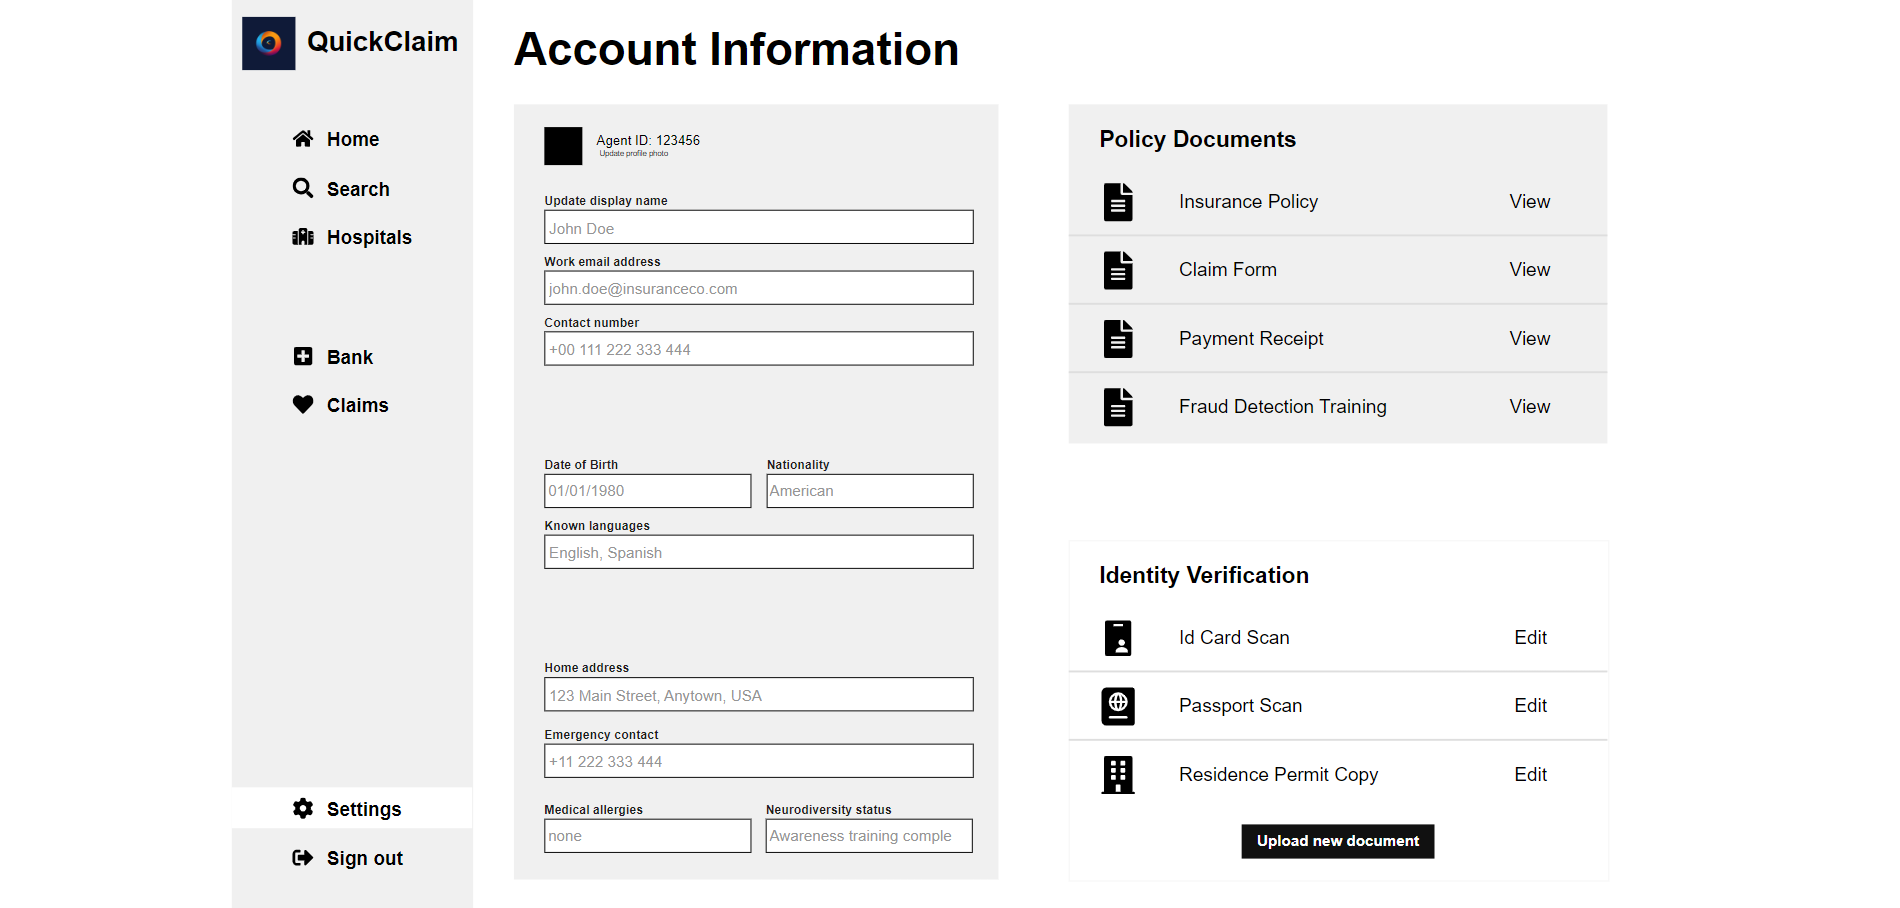 QuickClaim
Home
Search
Hospitals
Bank
Claims
Settings
Sign out
Account Information
Agent ID: 123456
Update profile photo
Update display name
John Doe
Work email address
john.doe@insuranceco.com
Contact number
+00 111 222 333 444
Date of Birth
Nationality
01/01/1980
American
Known languages
English, Spanish
Home address
123 Main Street, Anytown, USA
Emergency contact
+11 222 333 444
Medical allergies
Neurodiversity status
none
Awareness training comple
Policy Documents
Insurance Policy View
Claim Form View
Payment Receipt View
Fraud Detection Training View
Identity Verification
Id Card Scan Edit
Passport Scan Edit
Residence Permit Copy Edit
Upload new document